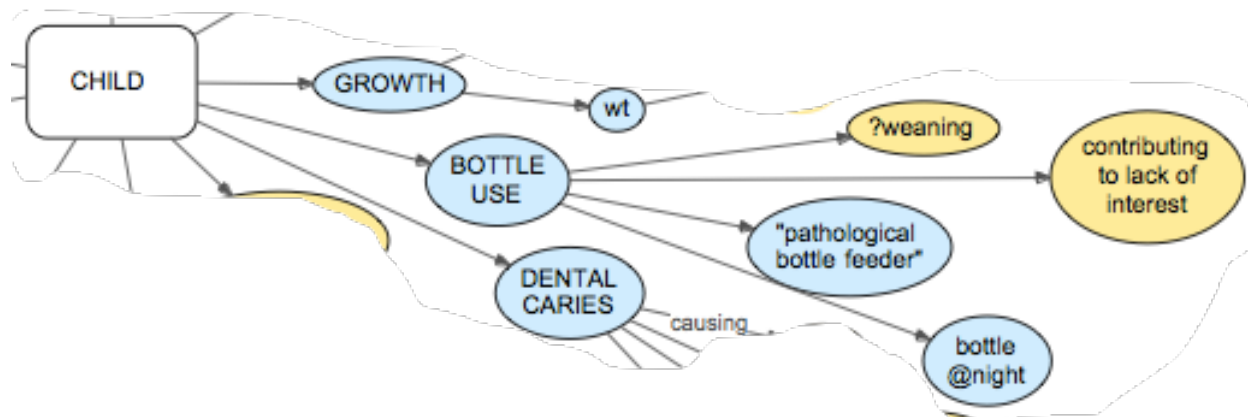 CHILD
GROWTH
wt
?weaning
contributing
to lack of
interest
BOTTLE
USE
"pathological
bottle feeder"
DENTAL
CARIES
causing
bottle
@night